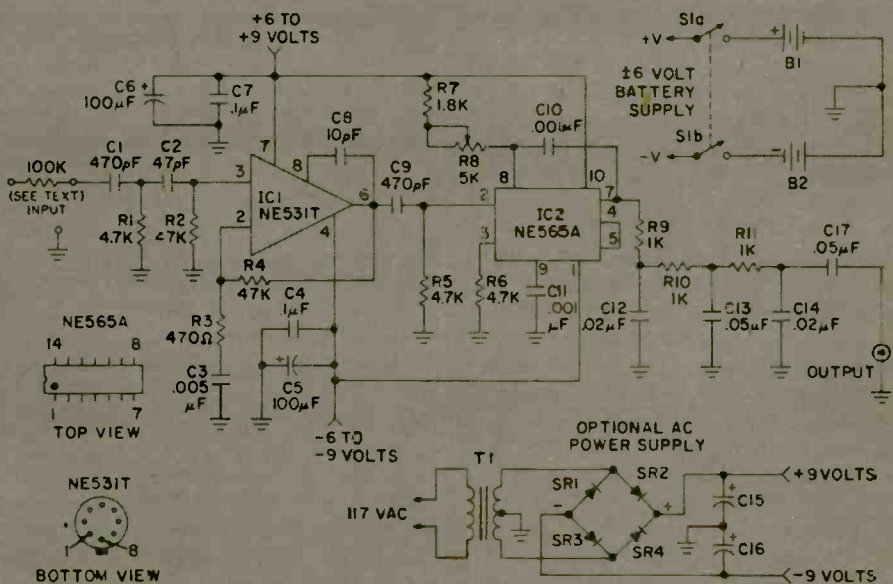 +6 TO
+9 VOLTS
C6
100µF
+
C7
.1µF
R7
1.8K
C10
.001µF
C8
10pF
R8
5K
S1a
+V
+
B1
±6 VOLT
BATTERY
SUPPLY
S1b
-V
-
B2
100K
(SEE TEXT)
INPUT
C1
470pF
C2
47pF
R1
4.7K
R2
47K
7
8
3
2
6
4
IC1
NE531T
C9
470pF
R4
47K
R3
470Ω
C3
.005
µF
C4
.1µF
C5
100µF
+
-6 TO
-9 VOLTS
8
10
7
2
4
3
5
9
1
IC2
NE565A
R5
4.7K
R6
4.7K
C11
.001
µF
R9
1K
R10
1K
R11
1K
C12
.02µF
C13
.05µF
C14
.02µF
C17
.05µF
OUTPUT
NE565A
14
8
1
7
TOP VIEW
NE531T
1
8
BOTTOM VIEW
OPTIONAL AC
POWER SUPPLY
T1
117 VAC
SR1
SR2
SR3
SR4
-
+
C15
+
C16
+
+9 VOLTS
-9 VOLTS